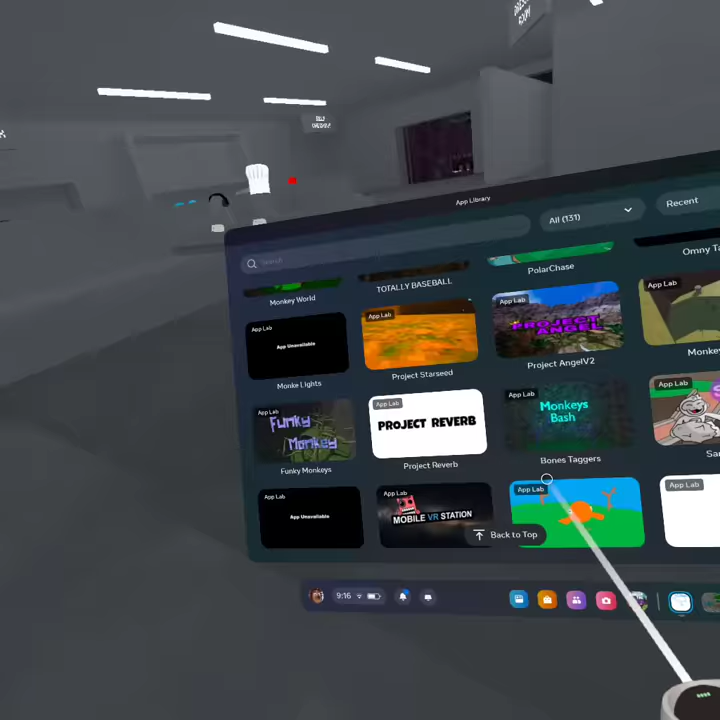 App Library
Search
All (131)
Recent
Monkey World
TOTALLY BASEBALL
PolarChase
Omny Ta
App Lab
App Unavailable
Monke Lights
App Lab
Project Starseed
App Lab
PROJECT ANGEL
Project AngelV2
Monke
App Lab
Funky
Monkey
Funky Monkeys
App Lab
PROJECT REVERB
Project Reverb
App Lab
Monkeys
Bash
Bones Taggers
App Lab
S
San
App Lab
App Unavailable
App Lab
MOBILE VR STATION
App Lab
App Lab
Back to Top
9:16